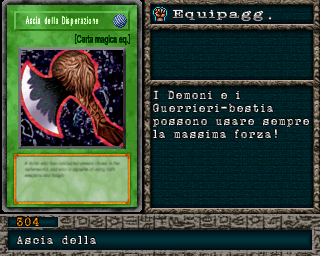 Ascia della Disperazione
[Carta magica eq.]
Equipagg.
I Demoni e i
Guerrieri-bestia
possono usare sempre
la massima forza!
304
Ascia della